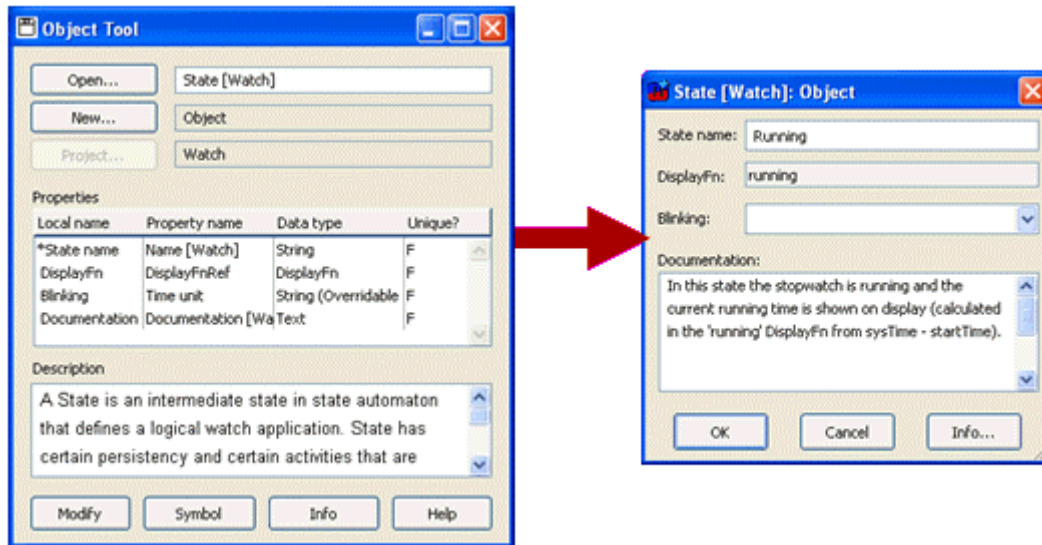 Object Tool
Open... State [Watch]
New... Object
Project... Watch
Properties
Local name Property name Data type Unique?
*State name Name [Watch] String F
DisplayFn DisplayFnRef DisplayFn F
Blinking Time unit String (Overridable F
Documentation Documentation [Wa Text F
Description
A State is an intermediate state in state automaton
that defines a logical watch application. State has
certain persistency and certain activities that are
Modify Symbol Info Help
State [Watch]: Object
State name: Running
DisplayFn: running
Blinking:
Documentation:
In this state the stopwatch is running and the
current running time is shown on display (calculated
in the 'running' DisplayFn from sysTime - startTime).
OK Cancel Info...